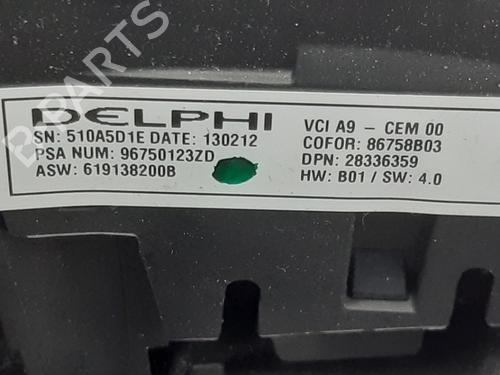 B-PARTS
DELPHI
SN: 510A5D1E DATE: 130212
PSA NUM: 96750123ZD
ASW: 619138200B
VCI A9 - CEM 00
COFOR: 86758B03
DPN: 28336359
HW: B01 / SW: 4.0